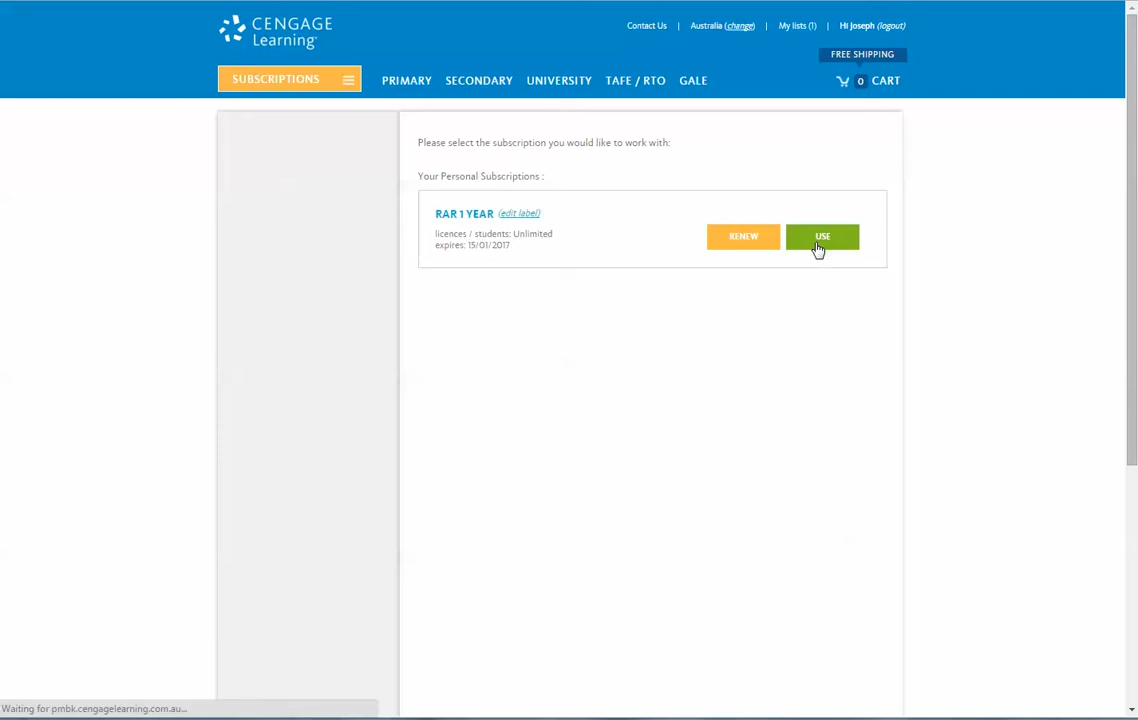 CENGAGE
Learning
Contact Us | Australia (change) | My lists (1) | Hi Joseph (logout)
FREE SHIPPING
SUBSCRIPTIONS PRIMARY SECONDARY UNIVERSITY TAFE / RTO GALE 0 CART
Please select the subscription you would like to work with:
Your Personal Subscriptions :
RAR 1 YEAR (edit label)
licences / students: Unlimited
expires: 15/01/2017
RENEW USE
Waiting for pmbk.cengagelearning.com.au...